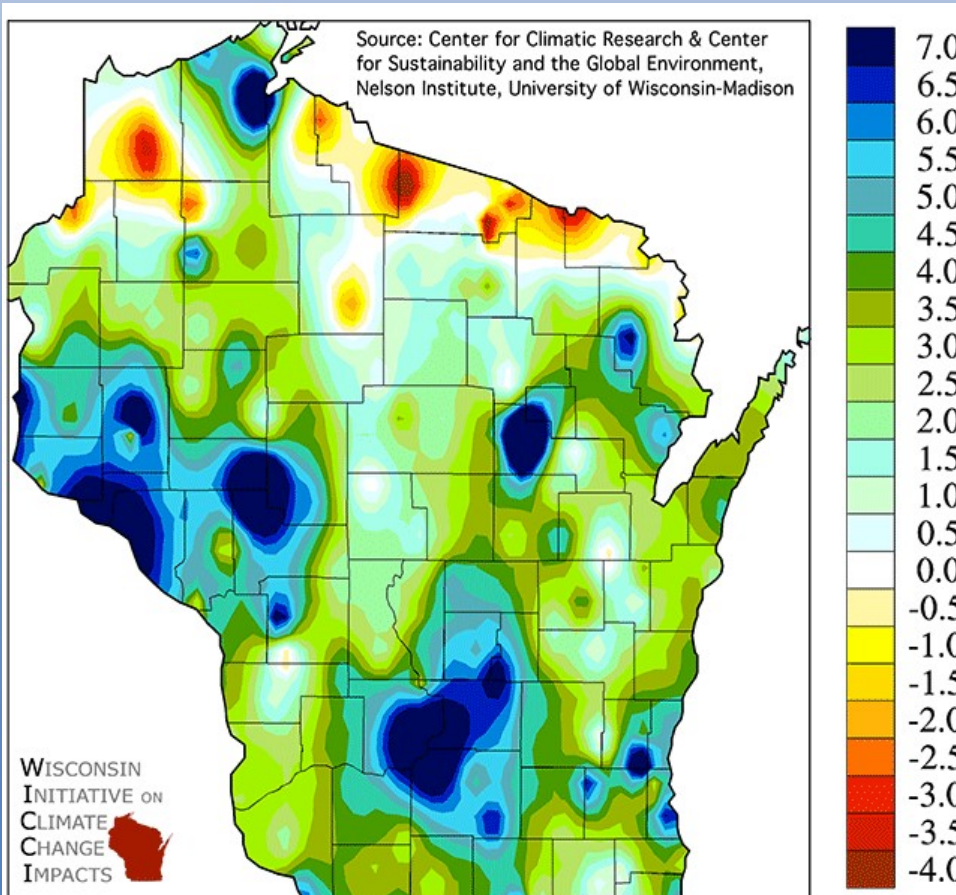 Source: Center for Climatic Research & Center
for Sustainability and the Global Environment,
Nelson Institute, University of Wisconsin-Madison
7.0
6.5
6.0
5.5
5.0
4.5
4.0
3.5
3.0
2.5
2.0
1.5
1.0
0.5
0.0
-0.5
-1.0
-1.5
-2.0
-2.5
-3.0
-3.5
-4.0
WISCONSIN
INITIATIVE ON
CLIMATE
CHANGE
IMPACTS